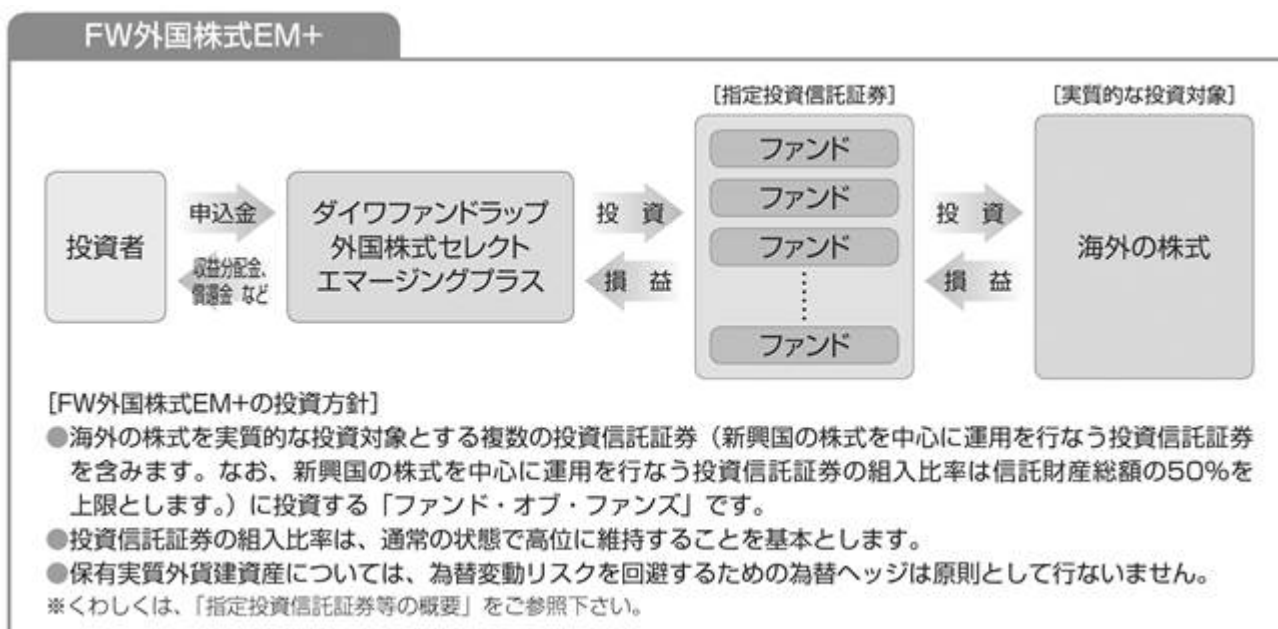 FW外国株式EM+
[指定投資信託証券]
[実質的な投資対象]
投資者
申込金
収益分配金、
償還金 など
ダイワファンドラップ
外国株式セレクト
エマージングプラス
投 資
損 益
ファンド
ファンド
ファンド
ファンド
投 資
損 益
海外の株式
[FW外国株式EM+の投資方針]
●海外の株式を実質的な投資対象とする複数の投資信託証券（新興国の株式を中心に運用を行なう投資信託証券
を含みます。なお、新興国の株式を中心に運用を行なう投資信託証券の組入比率は信託財産総額の50%を
上限とします。）に投資する「ファンド・オブ・ファンズ」です。
●投資信託証券の組入比率は、通常の状態で高位に維持することを基本とします。
●保有実質外貨建資産については、為替変動リスクを回避するための為替ヘッジは原則として行ないません。
※くわしくは、「指定投資信託証券等の概要」をご参照下さい。